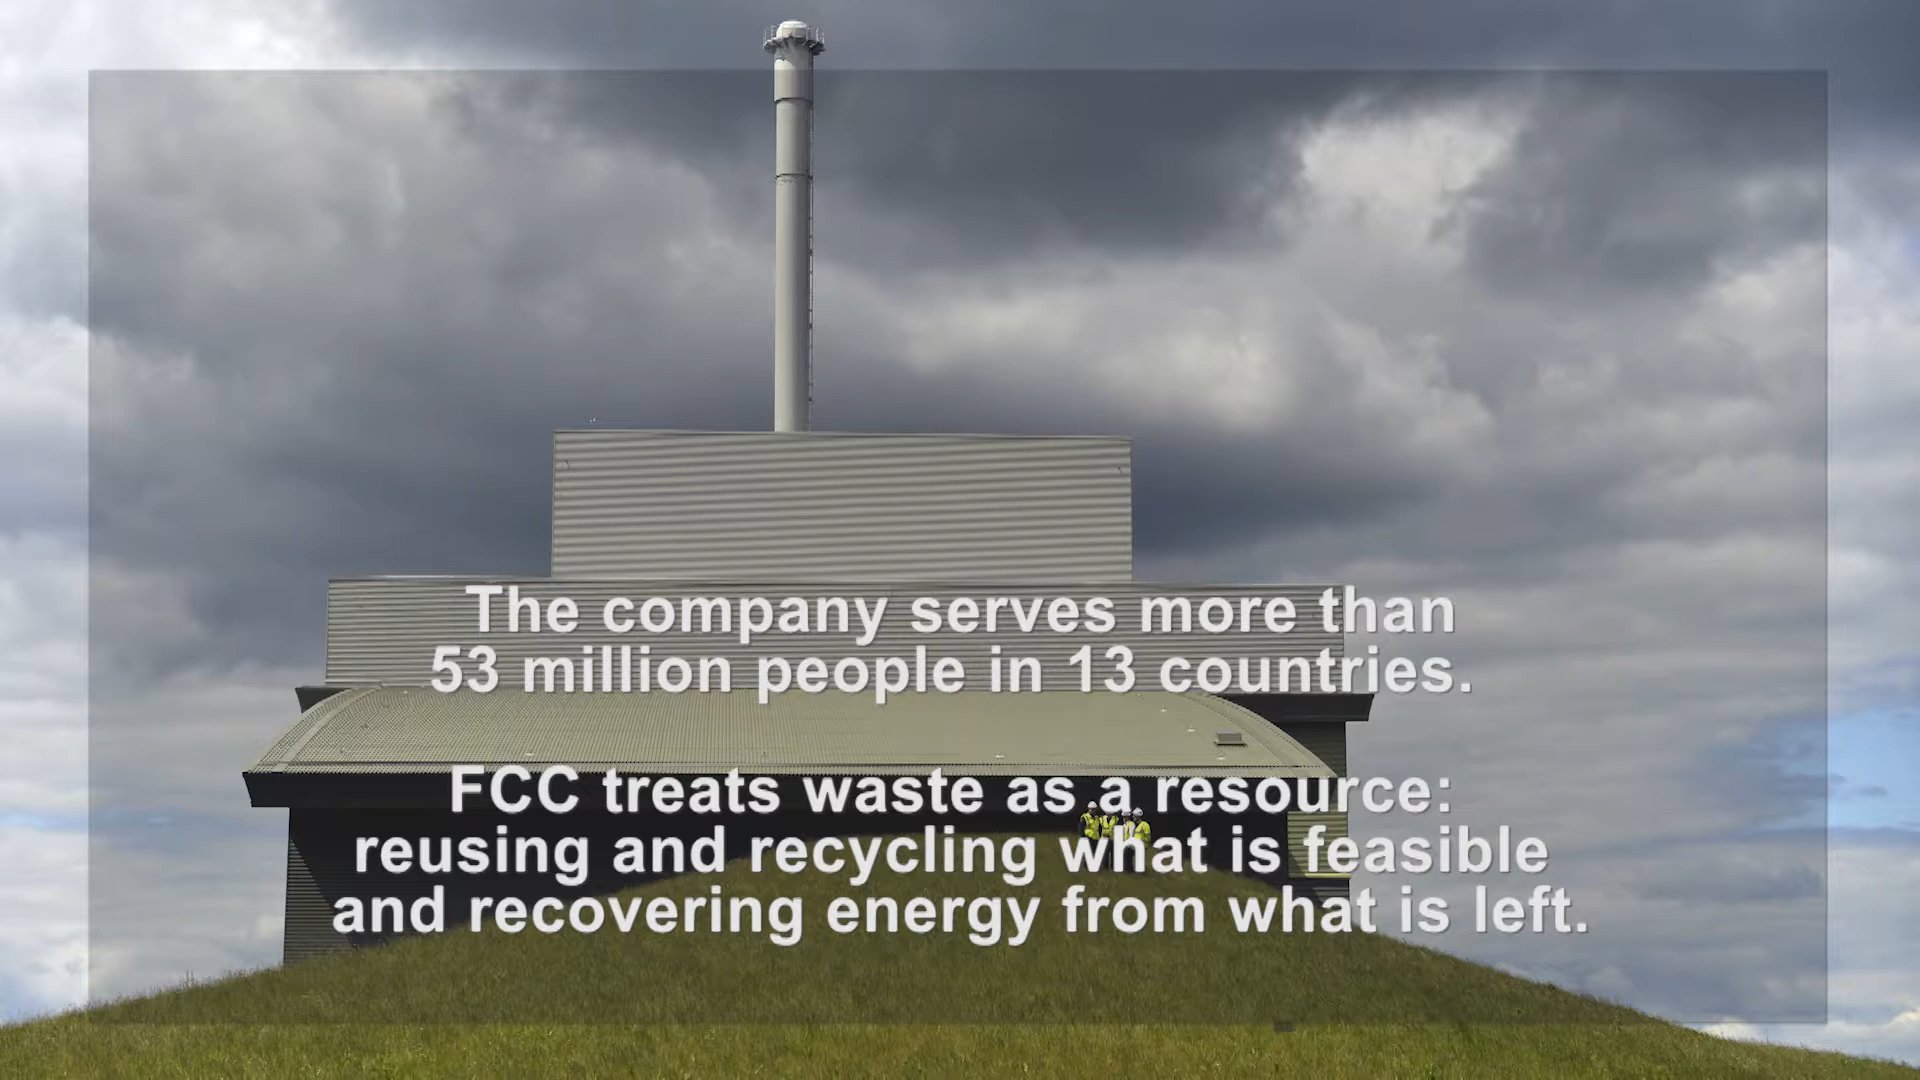 The company serves more than
53 million people in 13 countries.
FCC treats waste as a resource:
reusing and recycling what is feasible
and recovering energy from what is left.